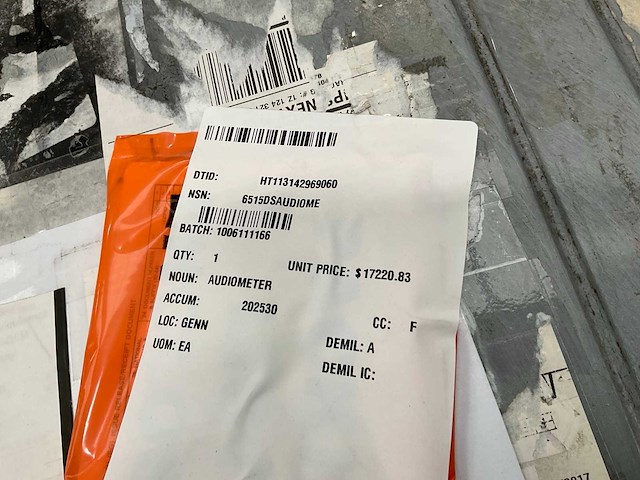 DTID: HT113142969060
NSN: 6515DSAUDIOME
BATCH: 1006111166
QTY: 1 UNIT PRICE: $17220.83
NOUN: AUDIOMETER
ACCUM: 202530
CC: F
LOC: GENN
DEMIL: A
UOM: EA
DEMIL IC: